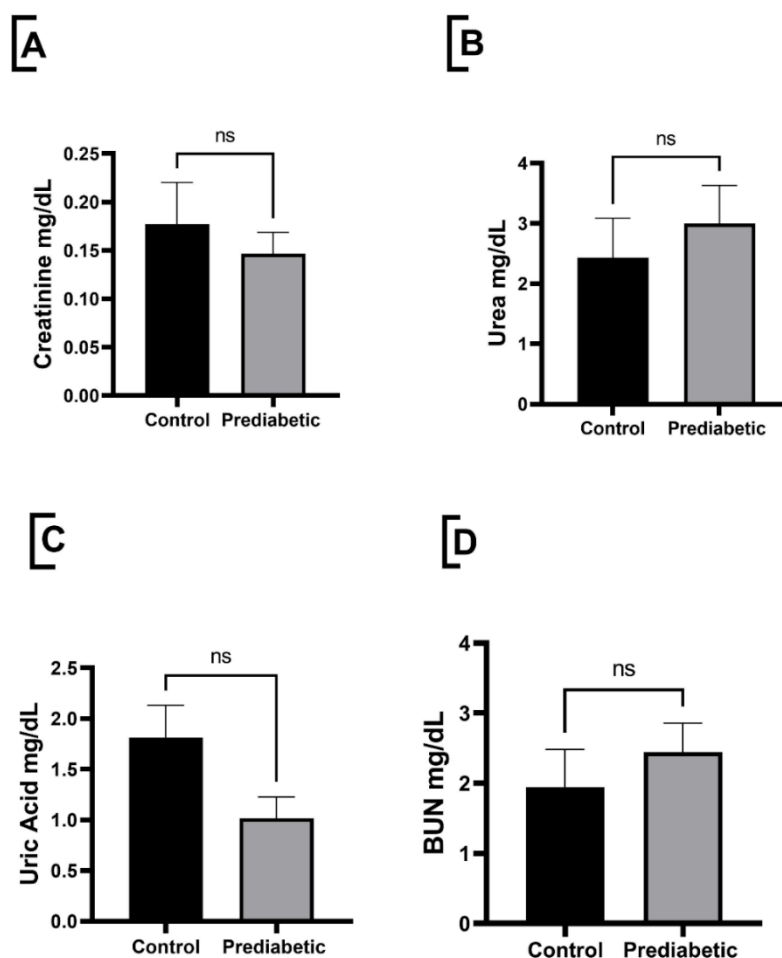 A
ns
Creatinine mg/dL
0.25
0.20
0.15
0.10
0.05
0.00
Control Prediabetic
B
ns
Urea mg/dL
4
3
2
1
0
Control Prediabetic
C
ns
Uric Acid mg/dL
2.5
2.0
1.5
1.0
0.5
0.0
Control Prediabetic
D
ns
BUN mg/dL
4
3
2
1
0
Control Prediabetic